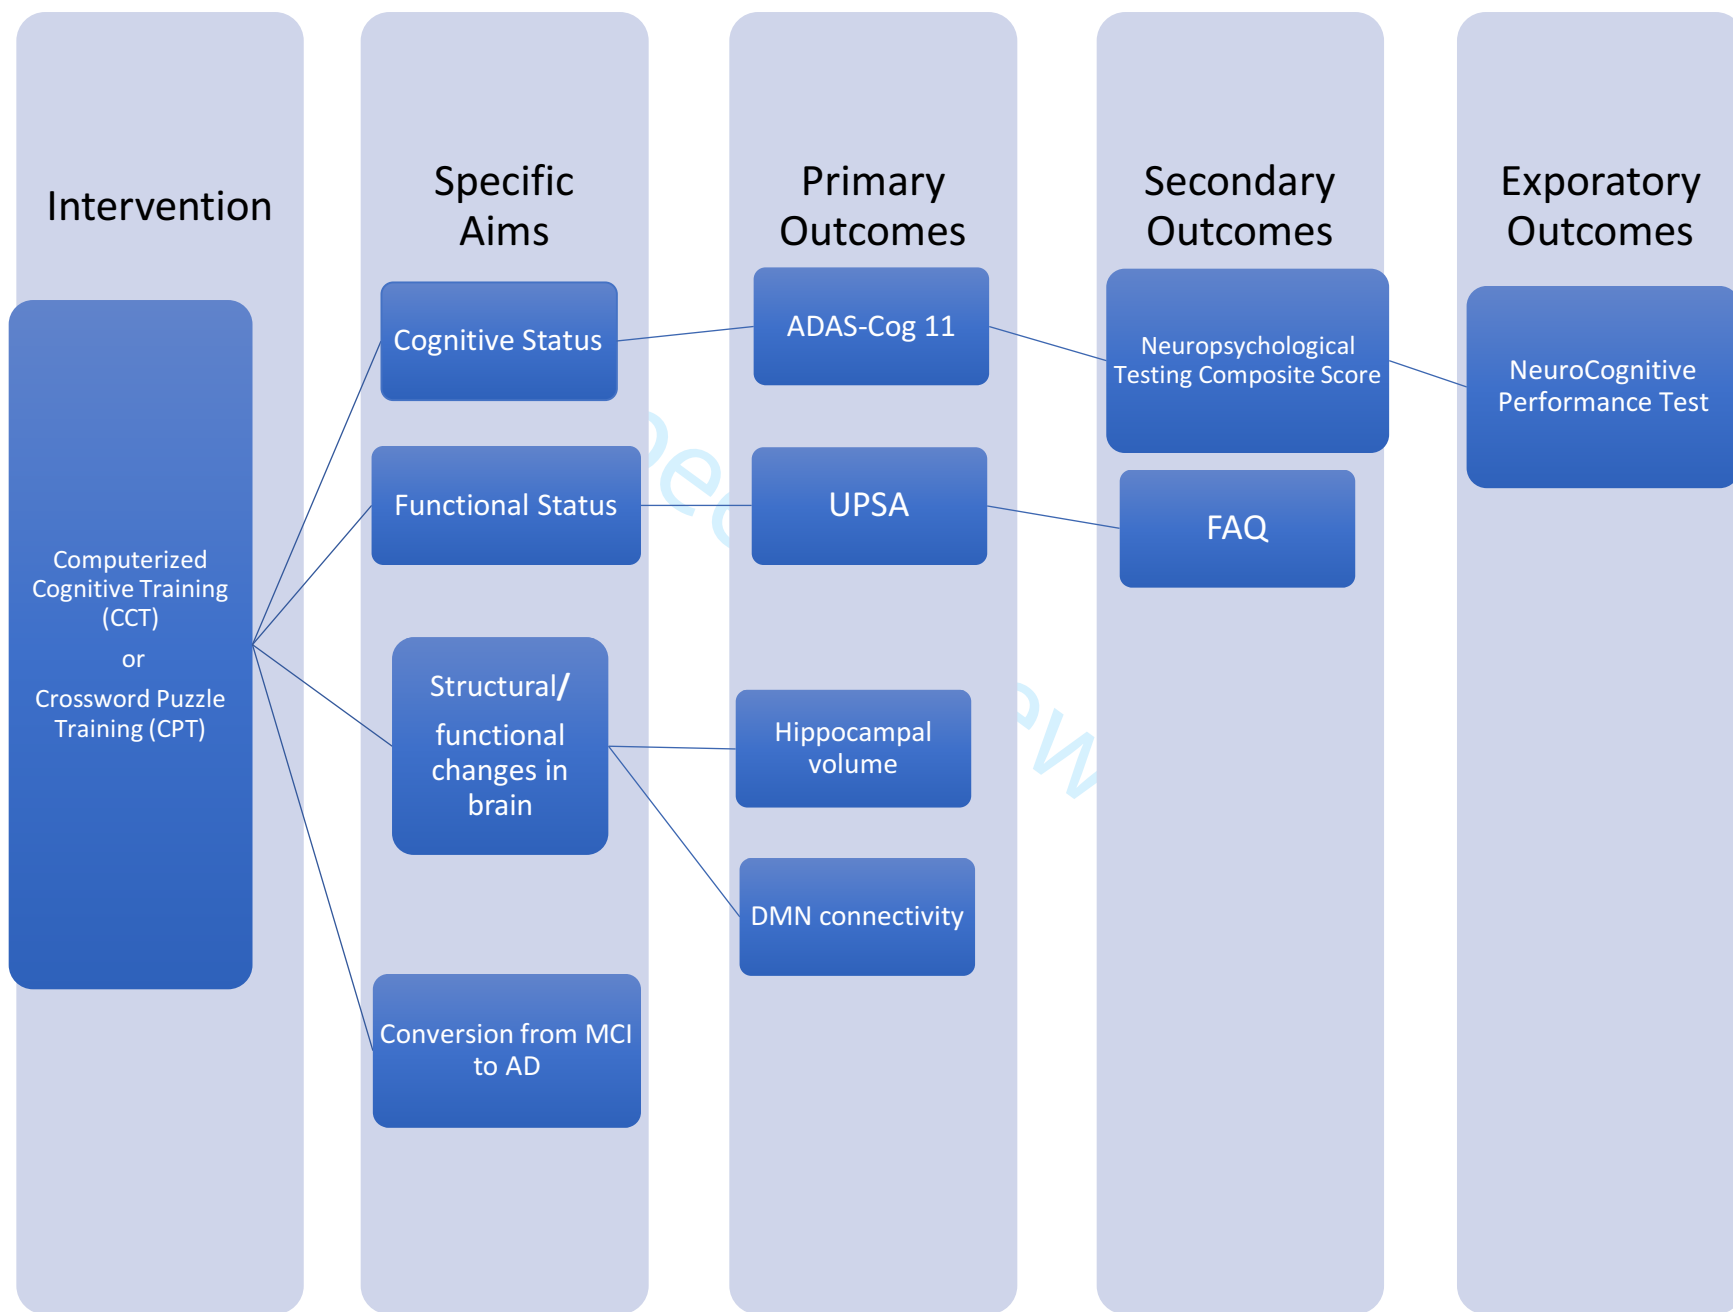 Intervention
Specific
Aims
Primary
Outcomes
Secondary
Outcomes
Exporatory
Outcomes
Computerized
Cognitive Training
(CCT)
or
Crossword Puzzle
Training (CPT)
Cognitive Status
ADAS-Cog 11
Neuropsychological
Testing Composite Score
NeuroCognitive
Performance Test
Functional Status
UPSA
FAQ
Structural/
functional
changes in
brain
Hippocampal
volume
DMN connectivity
Conversion from MCI
to AD